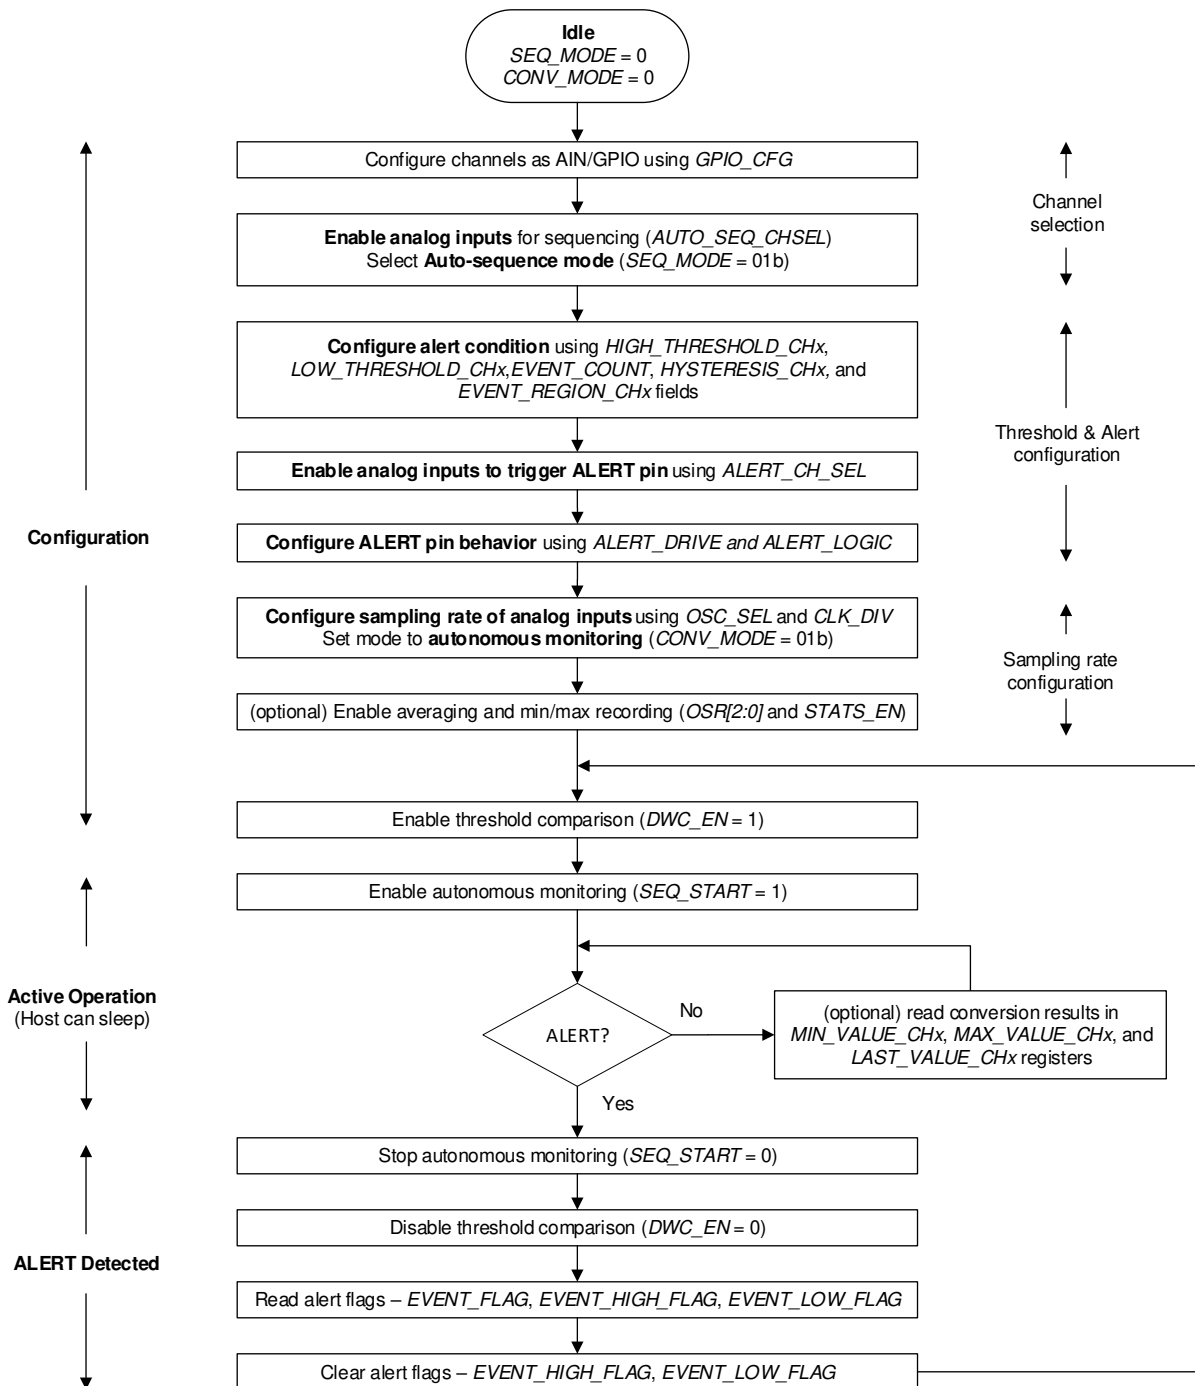 Idle
SEQ_MODE = 0
CONV_MODE = 0
Configure channels as AIN/GPIO using GPIO_CFG
Channel
selection
Enable analog inputs for sequencing (AUTO_SEQ_CHSEL)
Select Auto-sequence mode (SEQ_MODE = 01b)
Configure alert condition using HIGH_THRESHOLD_CHx,
LOW_THRESHOLD_CHx,EVENT_COUNT, HYSTERESIS_CHx, and
EVENT_REGION_CHx fields
Threshold & Alert
configuration
Enable analog inputs to trigger ALERT pin using ALERT_CH_SEL
Configuration
Configure ALERT pin behavior using ALERT_DRIVE and ALERT_LOGIC
Configure sampling rate of analog inputs using OSC_SEL and CLK_DIV
Set mode to autonomous monitoring (CONV_MODE = 01b)
Sampling rate
configuration
(optional) Enable averaging and min/max recording (OSR[2:0] and STATS_EN)
Enable threshold comparison (DWC_EN = 1)
Enable autonomous monitoring (SEQ_START = 1)
Active Operation
(Host can sleep)
ALERT?
No
(optional) read conversion results in
MIN_VALUE_CHx, MAX_VALUE_CHx, and
LAST_VALUE_CHx registers
Yes
Stop autonomous monitoring (SEQ_START = 0)
Disable threshold comparison (DWC_EN = 0)
ALERT Detected
Read alert flags – EVENT_FLAG, EVENT_HIGH_FLAG, EVENT_LOW_FLAG
Clear alert flags – EVENT_HIGH_FLAG, EVENT_LOW_FLAG